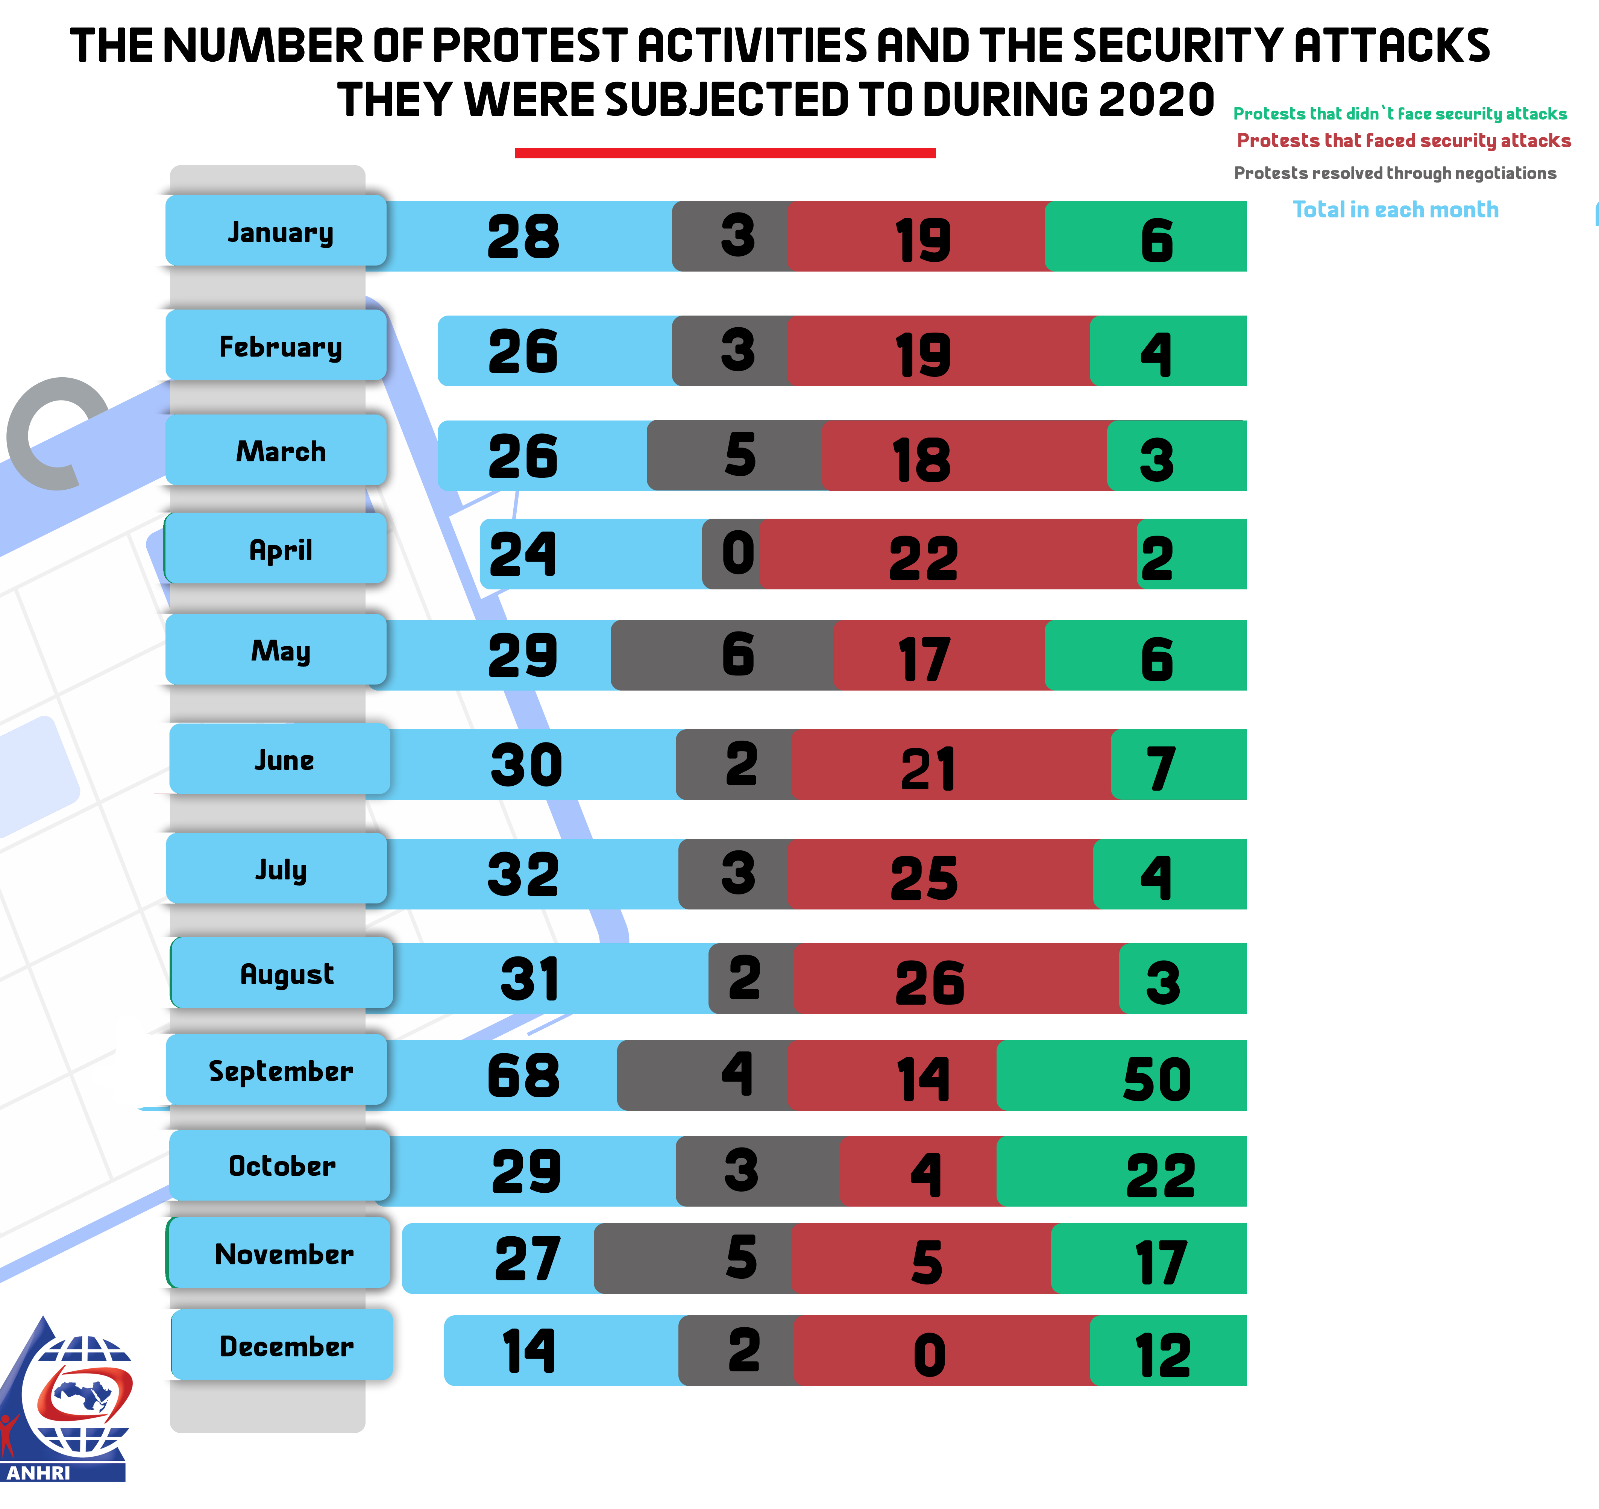 THE NUMBER OF PROTEST ACTIVITIES AND THE SECURITY ATTACKS
THEY WERE SUBJECTED TO DURING 2020
Protests that didn`t face security attacks
Protests that faced security attacks
Protests resolved through negotiations
Total in each month
January 28 3 19 6
February 26 3 19 4
March 26 5 18 3
April 24 0 22 2
May 29 6 17 6
June 30 2 21 7
July 32 3 25 4
August 31 2 26 3
September 68 4 14 50
October 29 3 4 22
November 27 5 5 17
December 14 2 0 12
ANHRI